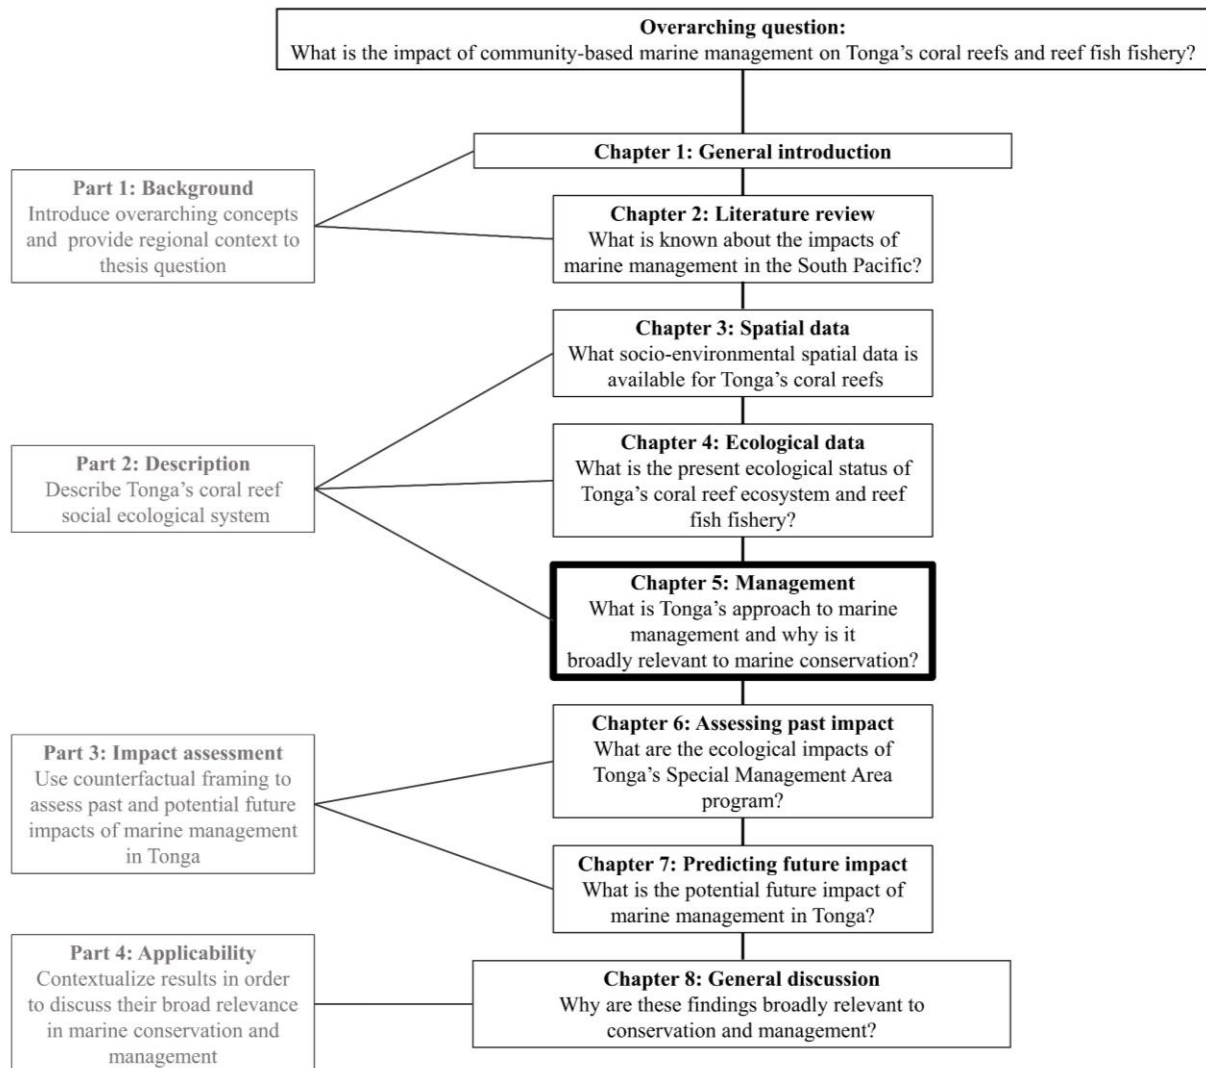 Overarching question:
What is the impact of community-based marine management on Tonga's coral reefs and reef fish fishery?
Chapter 1: General introduction
Part 1: Background
Introduce overarching concepts
and provide regional context to
thesis question
Chapter 2: Literature review
What is known about the impacts of
marine management in the South Pacific?
Chapter 3: Spatial data
What socio-environmental spatial data is
available for Tonga's coral reefs
Part 2: Description
Describe Tonga's coral reef
social ecological system
Chapter 4: Ecological data
What is the present ecological status of
Tonga's coral reef ecosystem and reef
fish fishery?
Chapter 5: Management
What is Tonga's approach to marine
management and why is it
broadly relevant to marine conservation?
Part 3: Impact assessment
Use counterfactual framing to
assess past and potential future
impacts of marine management
in Tonga
Chapter 6: Assessing past impact
What are the ecological impacts of
Tonga's Special Management Area
program?
Chapter 7: Predicting future impact
What is the potential future impact of
marine management in Tonga?
Part 4: Applicability
Contextualize results in order
to discuss their broad relevance
in marine conservation and
management
Chapter 8: General discussion
Why are these findings broadly relevant to
conservation and management?